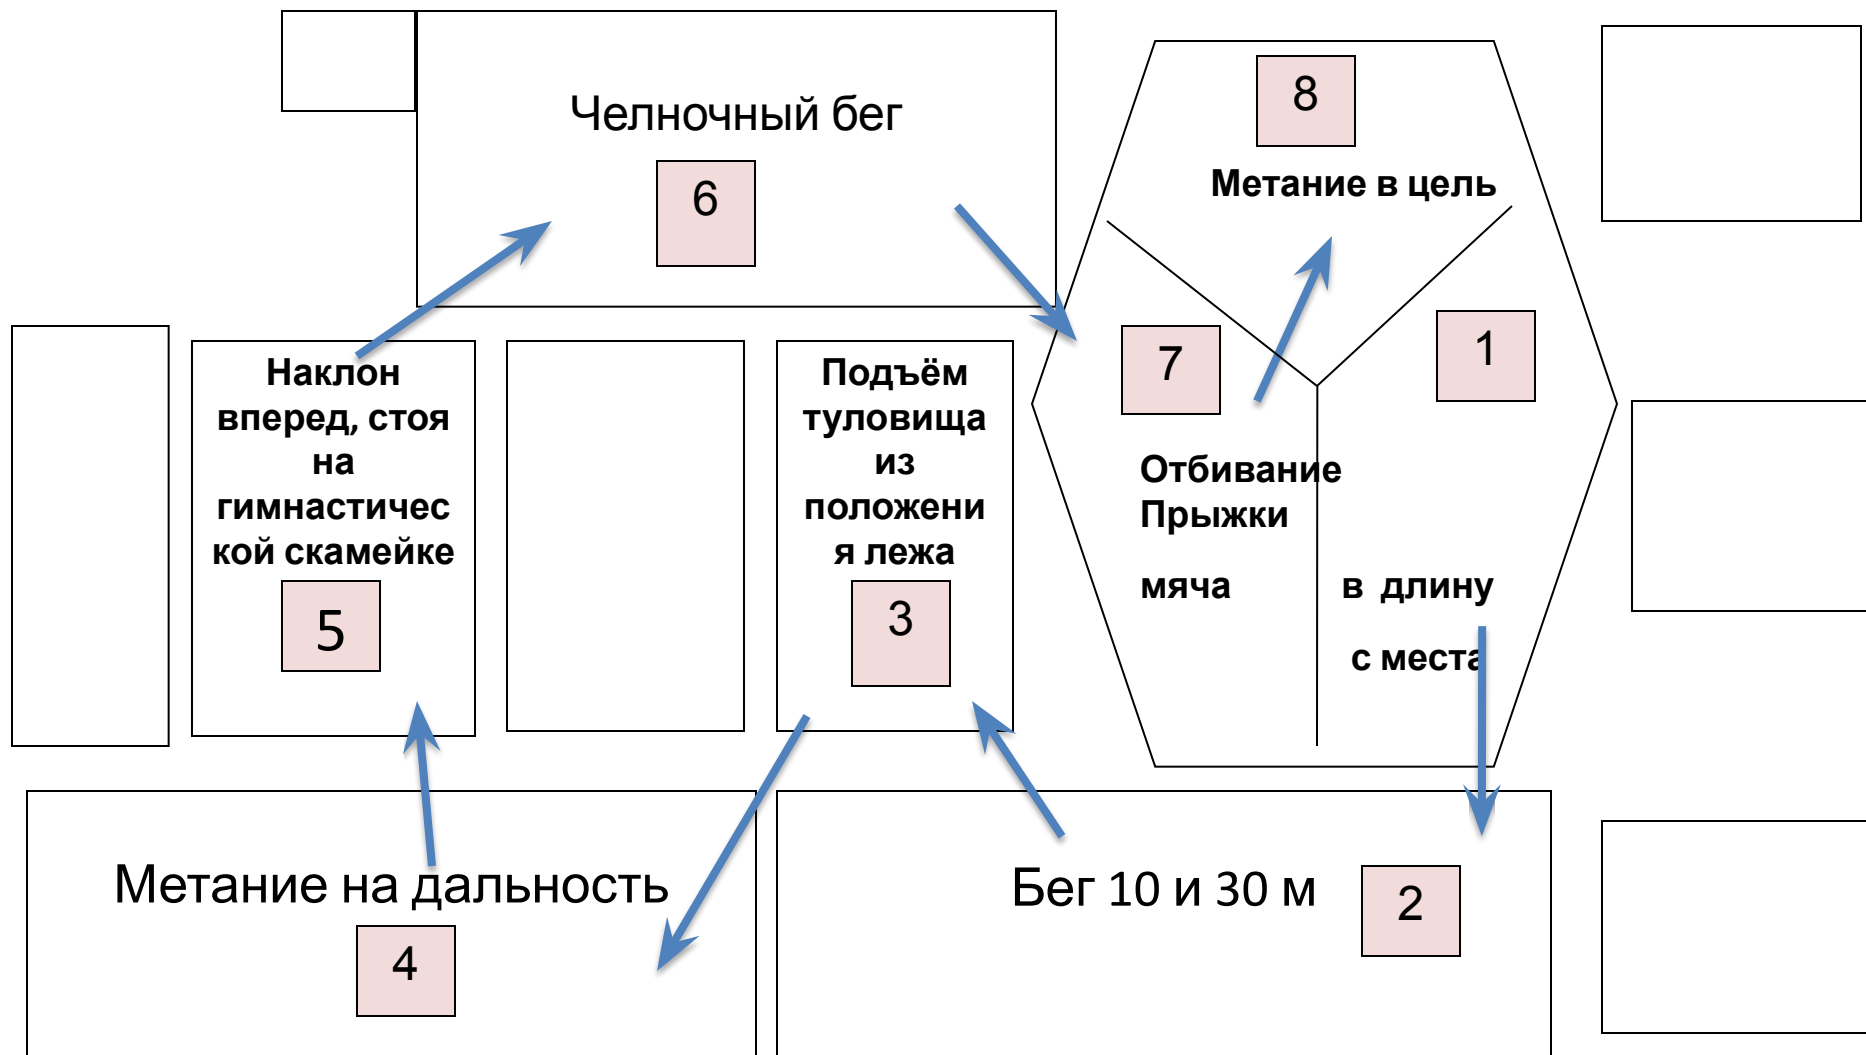 Челночный бег
6
8
Метание в цель
7
1
Наклон
вперед, стоя
на
гимнастичес
кой скамейке
5
Подъём
туловища
из
положени
я лежа
3
Отбивание
Прыжки
мяча в длину
с места
Метание на дальность
4
Бег 10 и 30 м
2